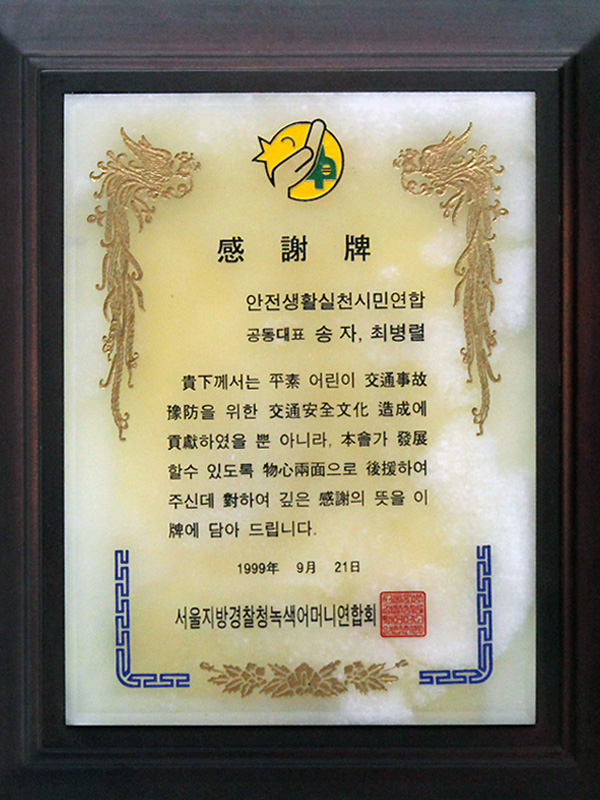 感謝牌
안전생활실천시민연합
공동대표 송 자, 최병렬
貴下께서는 平素 어린이 交通事故
豫防을 위한 交通安全文化 造成에
貢獻하였을 뿐 아니라, 本會가 發展
할수 있도록 物心兩面으로 後援하여
주신데 對하여 깊은 感謝의 뜻을 이
牌에 담아 드립니다.
1999年 9月 21日
서울지방경찰청녹색어머니연합회